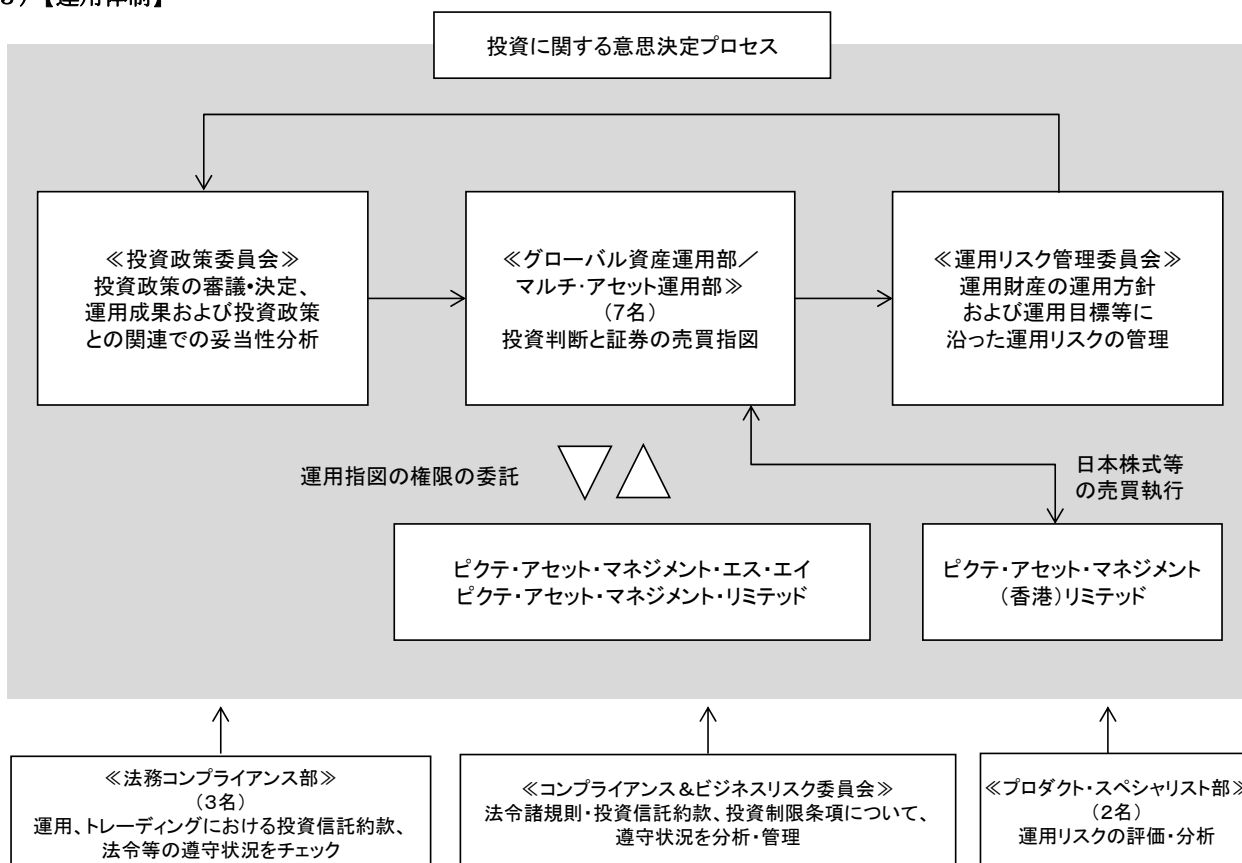 【運用体制】
投資に関する意思決定プロセス
≪投資政策委員会≫
投資政策の審議・決定、
運用成果および投資政策
との関連での妥当性分析
≪グローバル資産運用部／
マルチ・アセット運用部≫
（7名）
投資判断と証券の売買指図
≪運用リスク管理委員会≫
運用財産の運用方針
および運用目標等に
沿った運用リスクの管理
運用指図の権限の委託
日本株式等
の売買執行
ピクテ・アセット・マネジメント・エス・エイ
ピクテ・アセット・マネジメント・リミテッド
ピクテ・アセット・マネジメント
（香港）リミテッド
≪法務コンプライアンス部≫
（3名）
運用、トレーディングにおける投資信託約款、
法令等の遵守状況をチェック
≪コンプライアンス＆ビジネスリスク委員会≫
法令諸規則・投資信託約款、投資制限条項について、
遵守状況を分析・管理
≪プロダクト・スペシャリスト部≫
（2名）
運用リスクの評価・分析